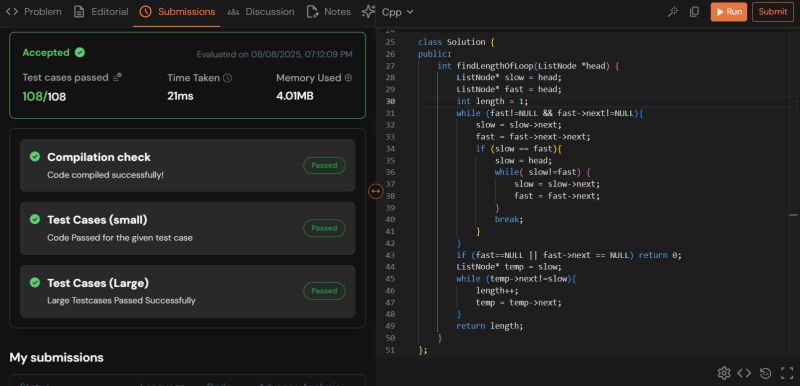 Problem Editorial Submissions Discussion Notes
Accepted
Evaluated on 08/08/2025, 07:12:09 PM
Test cases passed Time Taken Memory Used
108/108 21ms 4.01MB
Compilation check
Code compiled successfully!
Passed
Test Cases (small)
Code Passed for the given test case
Passed
Test Cases (Large)
Large Testcases Passed Successfully
Passed
My submissions
Cpp Run Submit
24
25 class Solution {
26 public:
27 int findLengthOfLoop(ListNode *head) {
28 ListNode* slow = head;
29 ListNode* fast = head;
30 int length = 1;
31 while (fast!=NULL && fast->next!=NULL){
32 slow = slow->next;
33 fast = fast->next->next;
34 if (slow == fast){
35 slow = head;
36 while( slow!=fast) {
37 slow = slow->next;
38 fast = fast->next;
39 }
40 break;
41 }
42 }
43 if (fast==NULL || fast->next == NULL) return 0;
44 ListNode* temp = slow;
45 while (temp->next!=slow){
46 length++;
47 temp = temp->next;
48 }
49 return length;
50 }
51 };